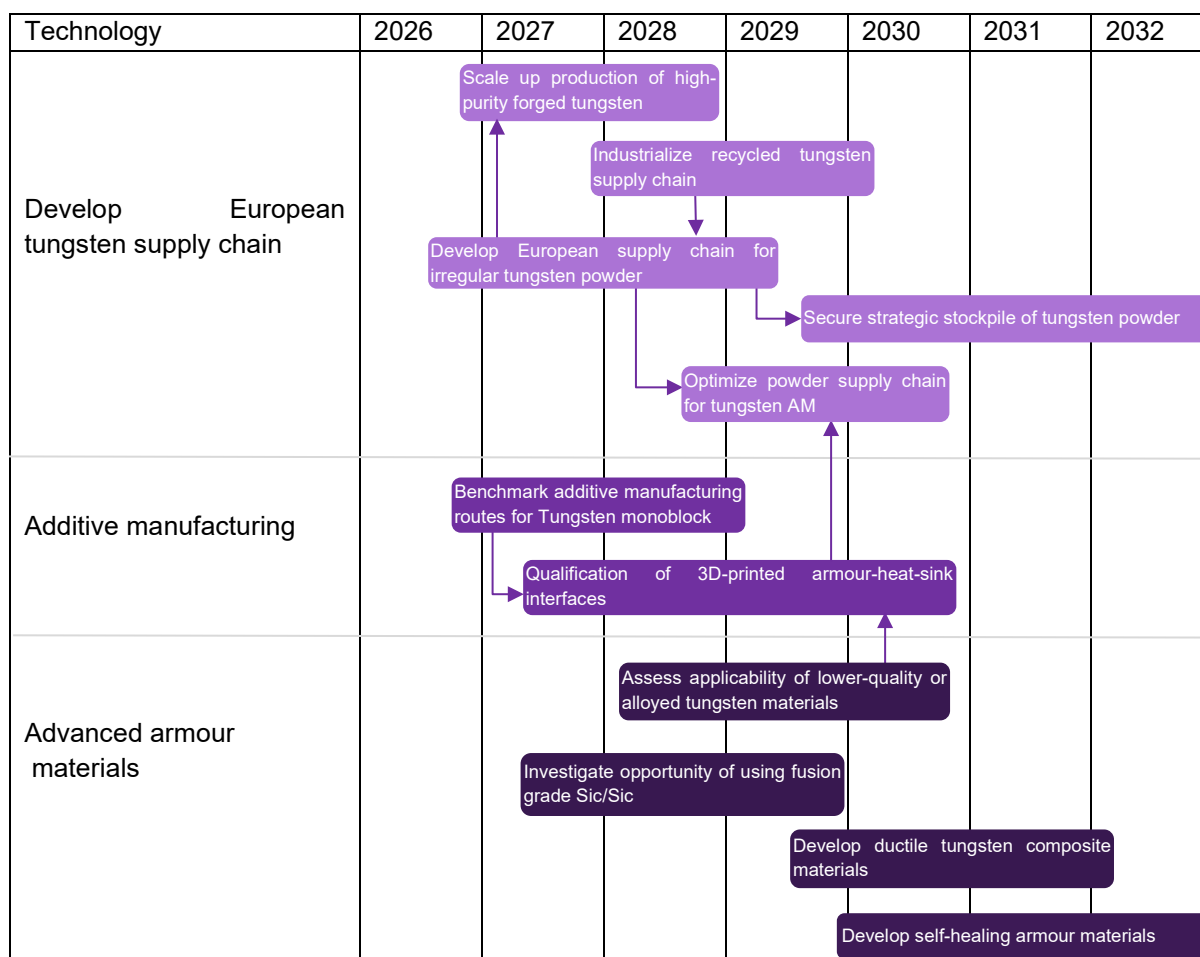 Technology 2026 2027 2028 2029 2030 2031 2032
Develop European
tungsten supply chain
Scale up production of high-
purity forged tungsten
Industrialize recycled tungsten
supply chain
Develop European supply chain for
irregular tungsten powder
Secure strategic stockpile of tungsten powder
Optimize powder supply chain
for tungsten AM
Additive manufacturing
Benchmark additive manufacturing
routes for Tungsten monoblock
Qualification of 3D-printed armour-heat-sink
interfaces
Advanced armour
materials
Assess applicability of lower-quality or
alloyed tungsten materials
Investigate opportunity of using fusion
grade Sic/Sic
Develop ductile tungsten composite
materials
Develop self-healing armour materials